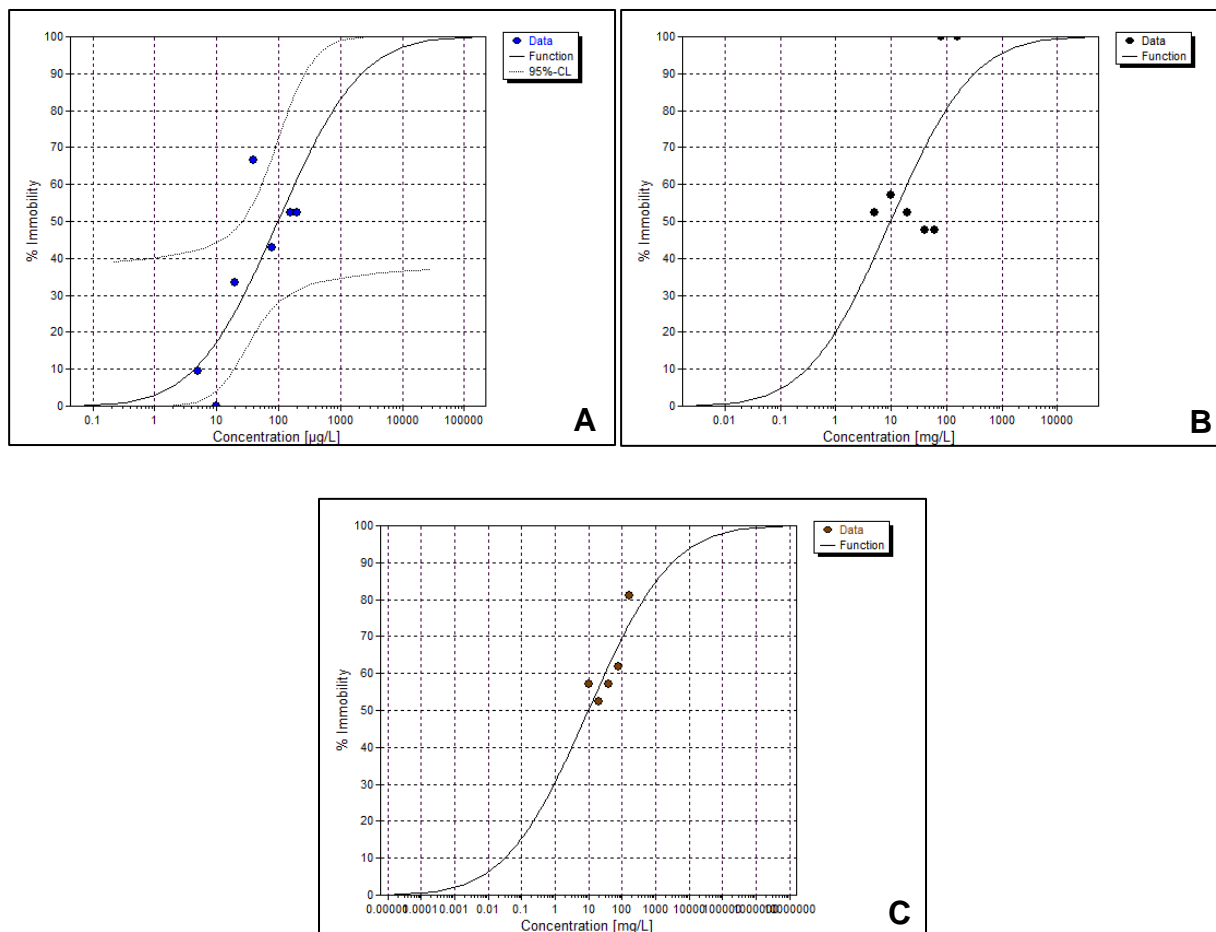 100
90
80
70
60
50
40
30
20
10
0
% Immobility
0.1 1 10 100 1000 10000 100000
Concentration [µg/L]
Data
Function
95%-CL
A
100
90
80
70
60
50
40
30
20
10
0
% Immobility
0.01 0.1 1 10 100 1000 10000
Concentration [mg/L]
Data
Function
B
100
90
80
70
60
50
40
30
20
10
0
% Immobility
0.00001 0.0001 0.001 0.01 0.1 1 10 100 1000
Concentration [mg/L]
Data
Function
C